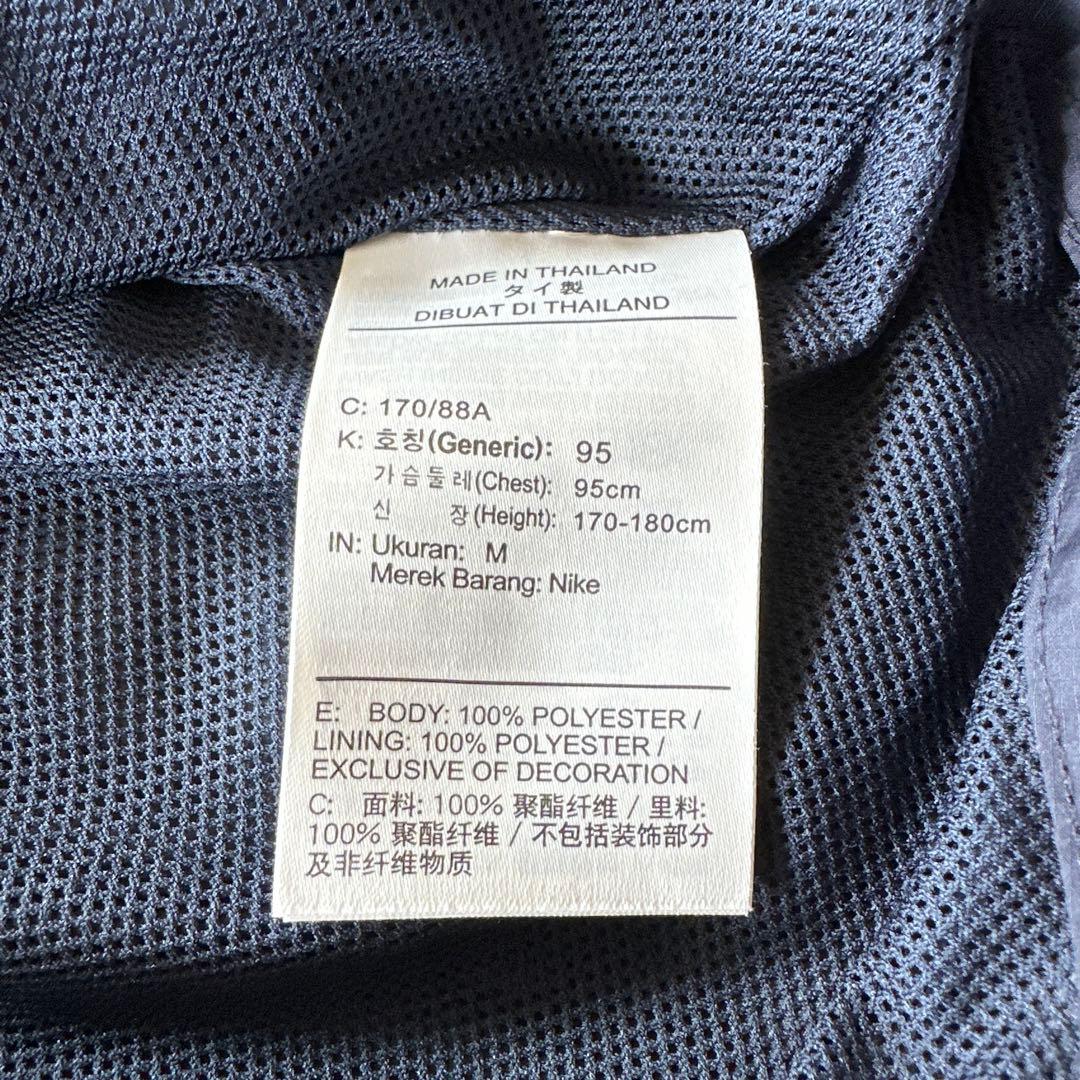 MADE IN THAILAND
タイ製
DIBUAT DI THAILAND
C: 170/88A
K: 호칭(Generic): 95
가슴둘레(Chest): 95cm
신 장(Height): 170-180cm
IN: Ukuran: M
Merek Barang: Nike
E: BODY: 100% POLYESTER /
LINING: 100% POLYESTER /
EXCLUSIVE OF DECORATION
C: 面料: 100% 聚酯纤维 / 里料:
100% 聚酯纤维 / 不包括装饰部分
及非纤维物质